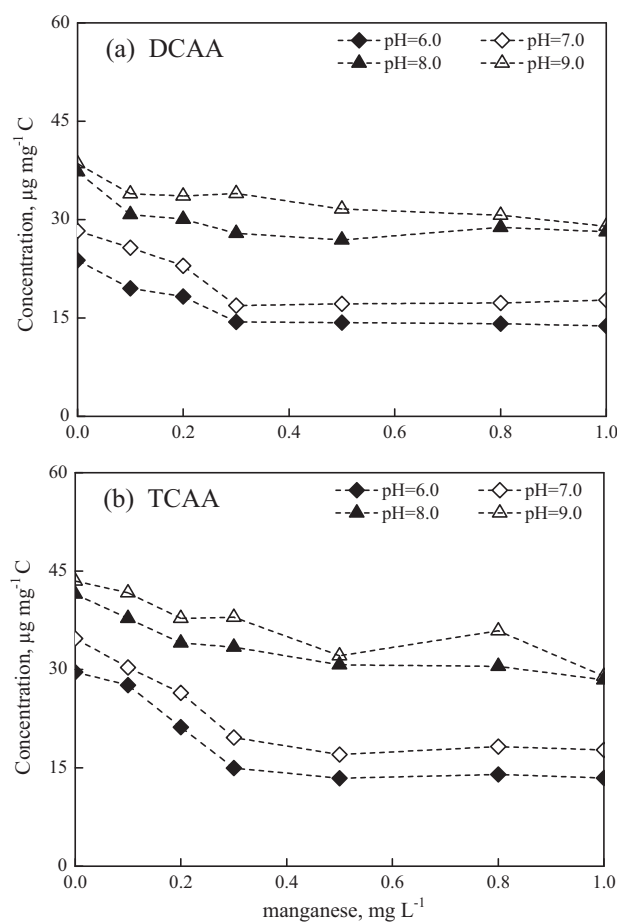 60
(a) DCAA
pH=6.0 pH=7.0
pH=8.0 pH=9.0
45
30
15
0
Concentration, µg mg⁻¹ C
0.0 0.2 0.4 0.6 0.8 1.0
60
(b) TCAA
pH=6.0 pH=7.0
pH=8.0 pH=9.0
45
30
15
0
Concentration, µg mg⁻¹ C
0.0 0.2 0.4 0.6 0.8 1.0
manganese, mg L⁻¹